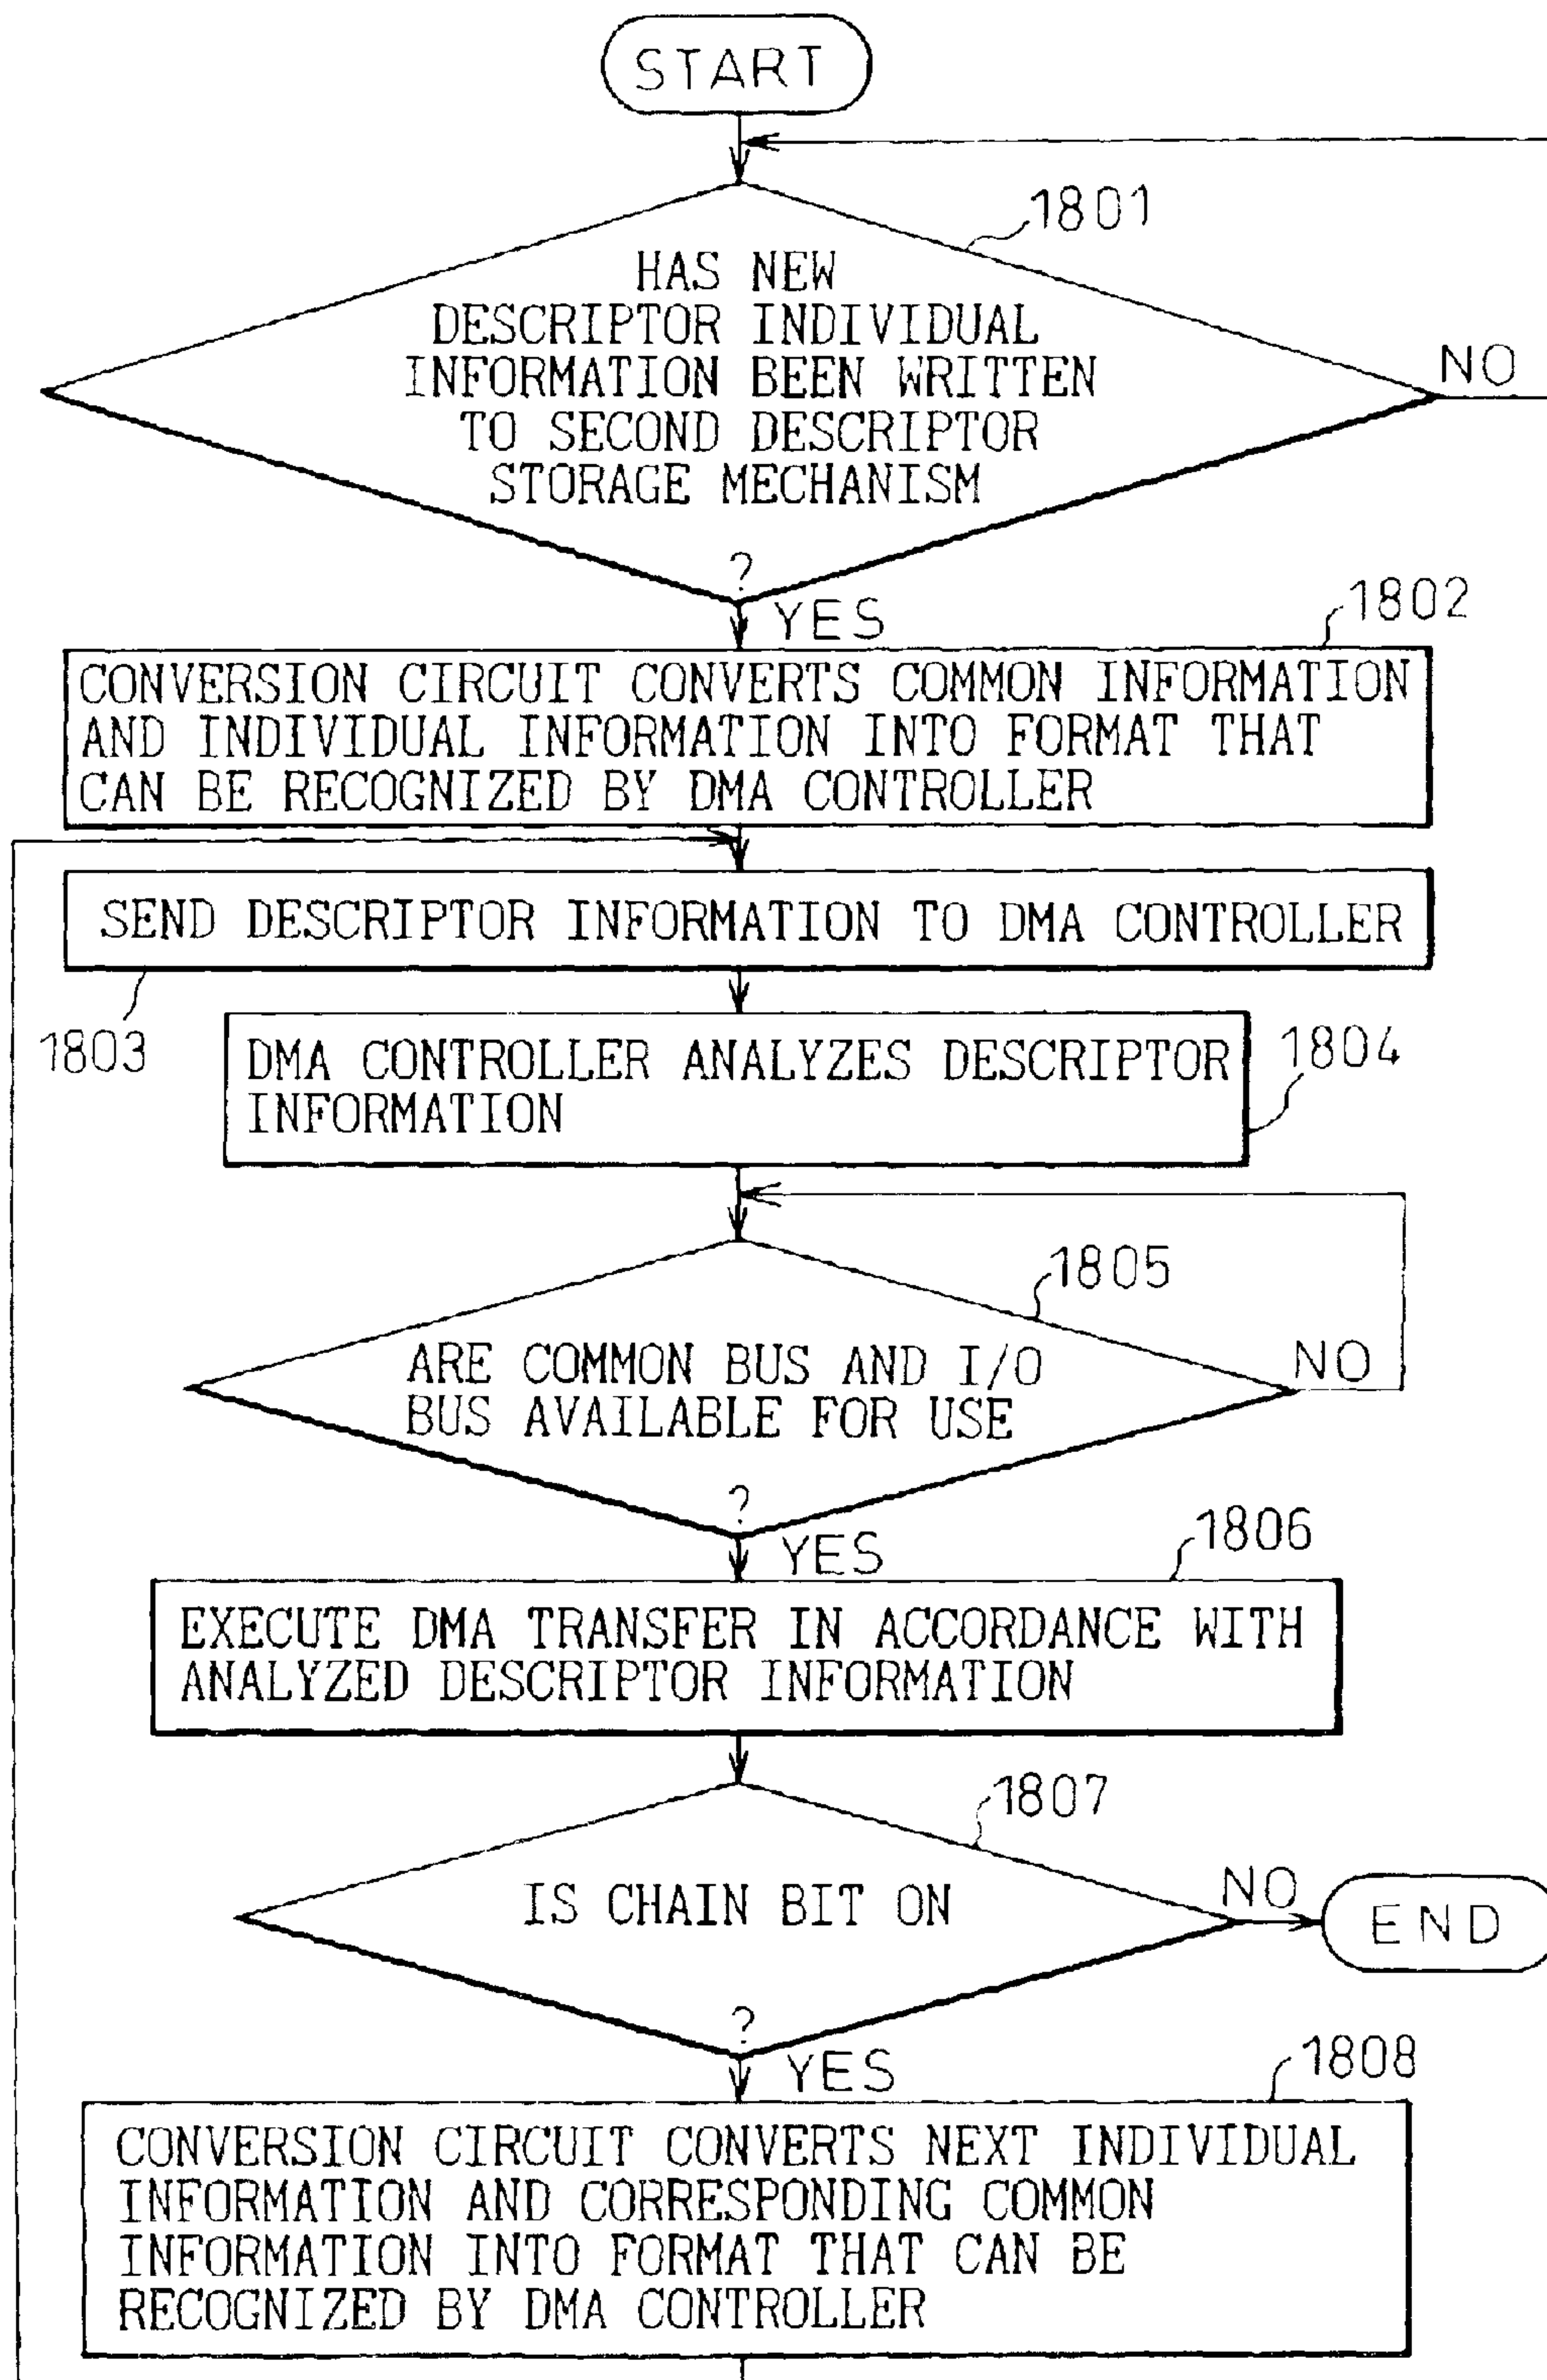 START
1801
HAS NEW
DESCRIPTOR INDIVIDUAL
INFORMATION BEEN WRITTEN
TO SECOND DESCRIPTOR
STORAGE MECHANISM
?
NO
YES
1802
CONVERSION CIRCUIT CONVERTS COMMON INFORMATION
AND INDIVIDUAL INFORMATION INTO FORMAT THAT
CAN BE RECOGNIZED BY DMA CONTROLLER
SEND DESCRIPTOR INFORMATION TO DMA CONTROLLER
1803
DMA CONTROLLER ANALYZES DESCRIPTOR
INFORMATION
1804
1805
ARE COMMON BUS AND I/O
BUS AVAILABLE FOR USE
?
NO
YES
1806
EXECUTE DMA TRANSFER IN ACCORDANCE WITH
ANALYZED DESCRIPTOR INFORMATION
1807
IS CHAIN BIT ON
?
NO
END
YES
1808
CONVERSION CIRCUIT CONVERTS NEXT INDIVIDUAL
INFORMATION AND CORRESPONDING COMMON
INFORMATION INTO FORMAT THAT CAN BE
RECOGNIZED BY DMA CONTROLLER